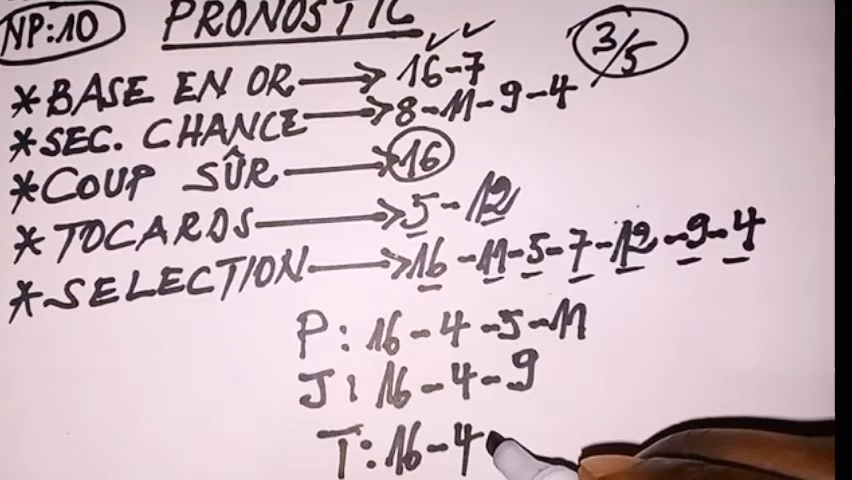 NP:10 PRONOSTIC 3/5
* BASE EN OR → 16-7
* SEC. CHANCE → 8-11-9-4
* COUP SÛR → 16
* TOCARDS → 5-12
* SELECTION → 16-11-5-7-12-9-4
P: 16-4-5-11
J: 16-4-9
T: 16-4